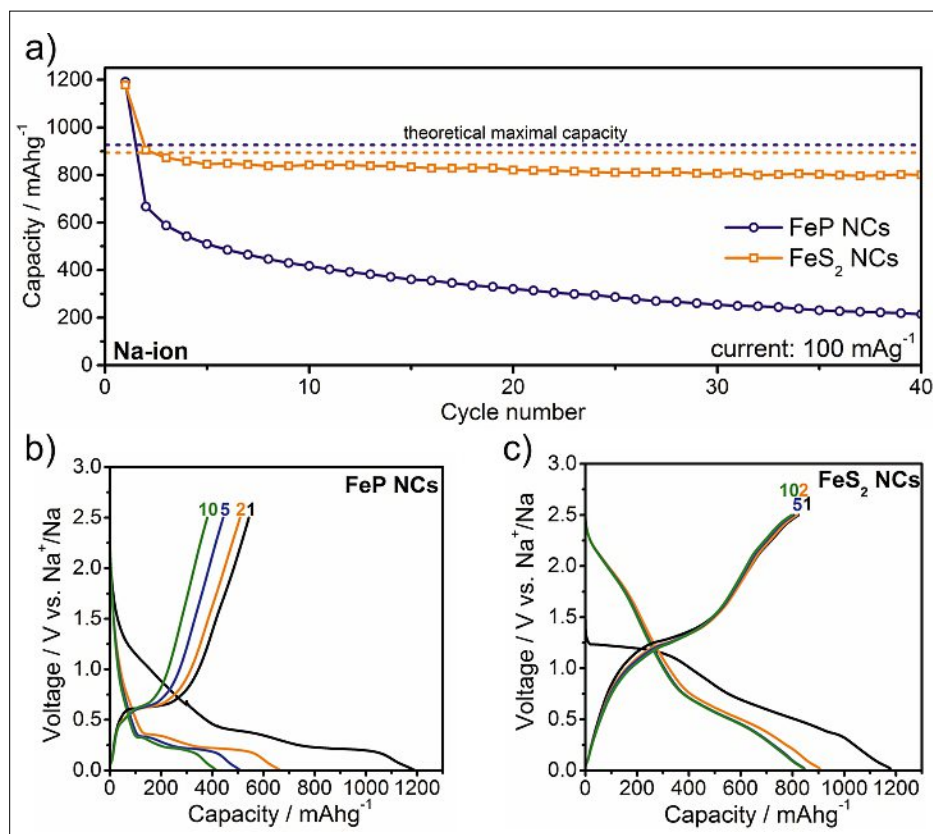 a)
1200
1000
800
600
400
200
0
Capacity / mAhg⁻¹
theoretical maximal capacity
FeP NCs
FeS₂ NCs
Na-ion
current: 100 mAg⁻¹
0 10 20 30 40
Cycle number
b)
FeP NCs
3.0
2.5
2.0
1.5
1.0
0.5
0.0
Voltage / V vs. Na⁺/Na
10 5 2 1
0 200 400 600 800 1000 1200
Capacity / mAhg⁻¹
c)
FeS₂ NCs
3.0
2.5
2.0
1.5
1.0
0.5
0.0
Voltage / V vs. Na⁺/Na
10 2
5 1
0 200 400 600 800 1000 1200
Capacity / mAhg⁻¹